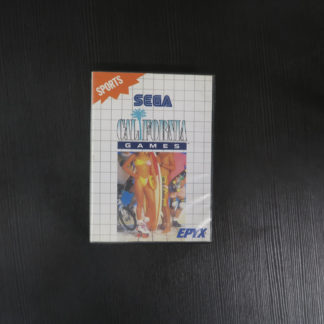 SPORTS
SEGA
CALIFORNIA
GAMES
EPYX